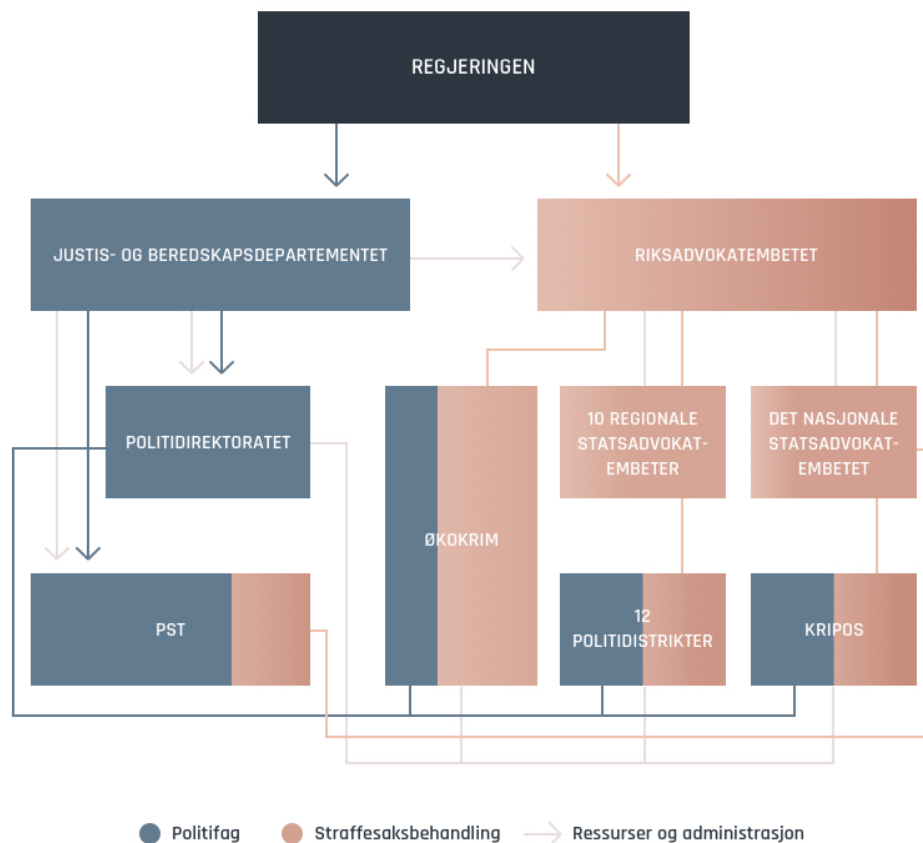 REGJERINGEN
JUSTIS- OG BEREDSKAPSDEPARTEMENTET
RIKSADVOKATEMBETET
POLITIDIREKTORATET
10 REGIONALE
STATSADVOKAT-
EMBETER
DET NASJONALE
STATSADVOKAT-
EMBETET
ØKOKRIM
PST
12
POLITIDISTRIKTER
KRIPOS
Politifag
Straffesaksbehandling
Ressurser og administrasjon